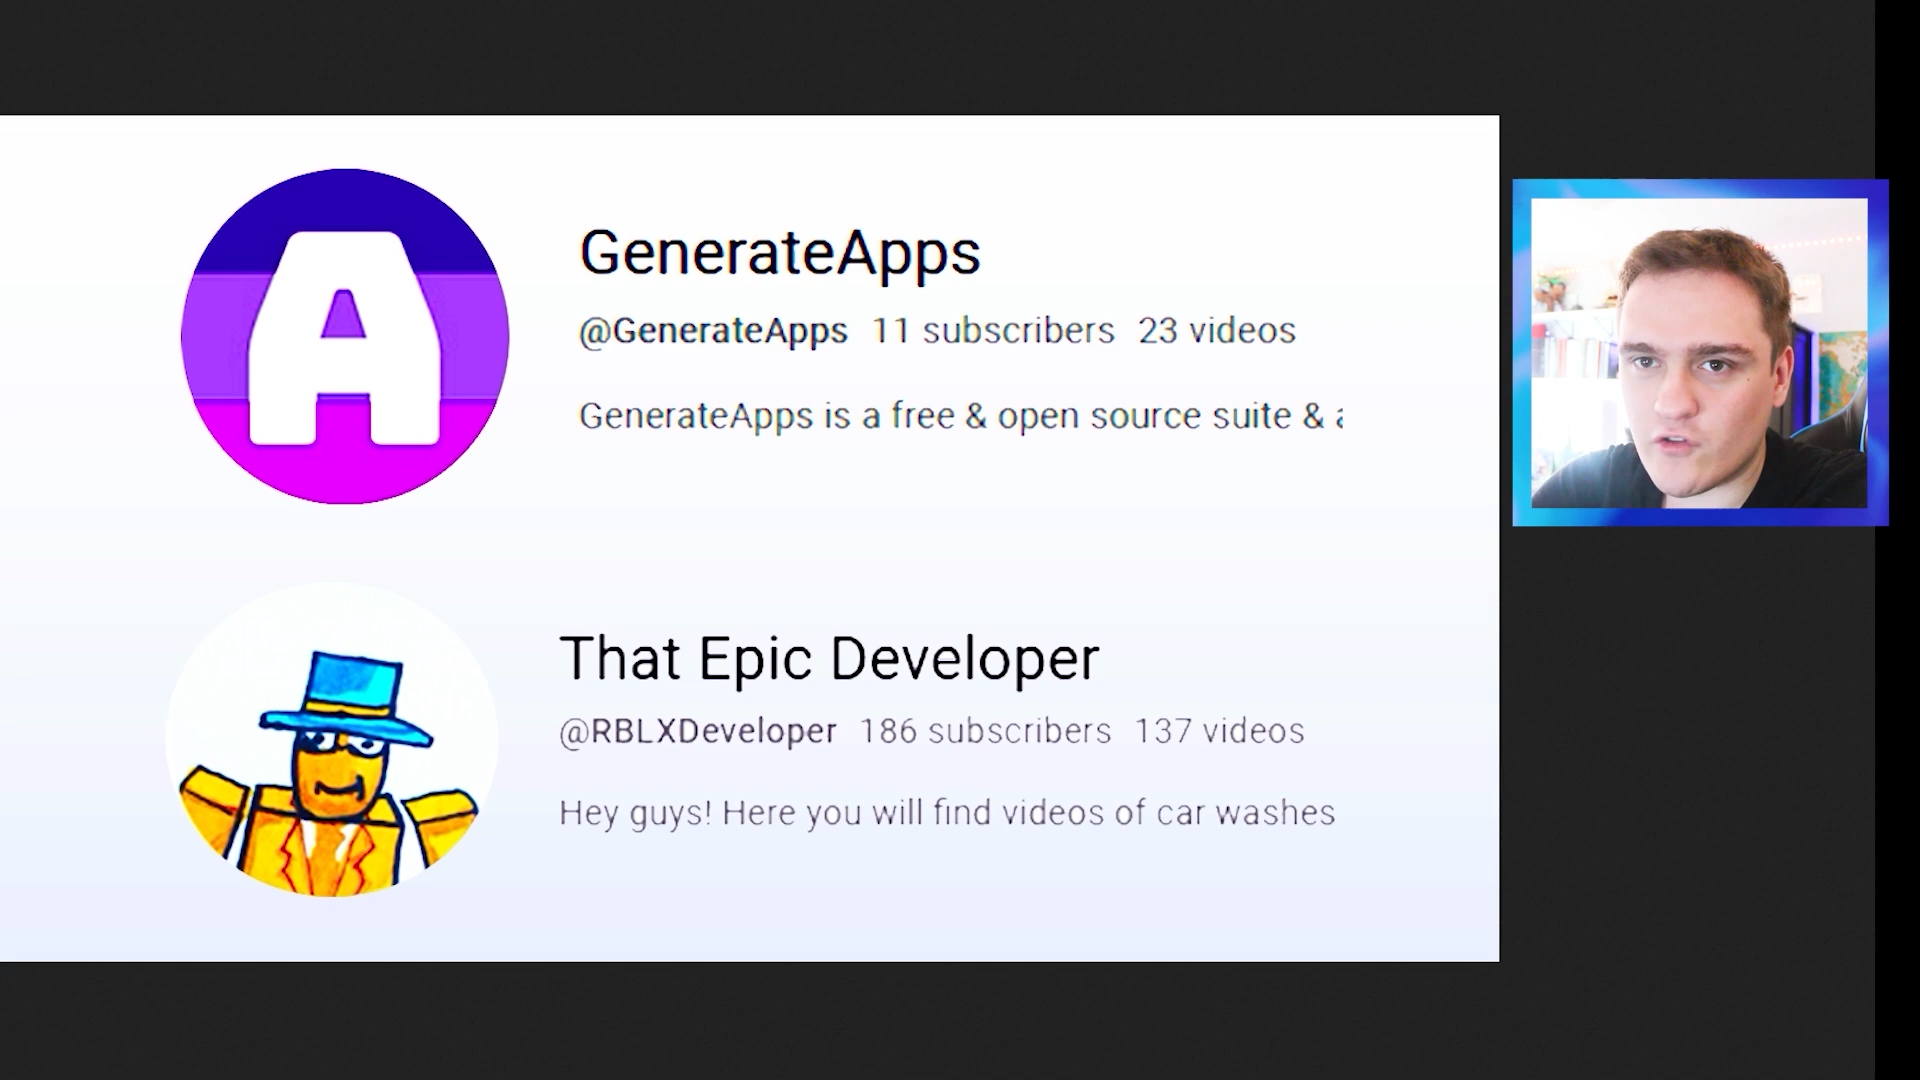 A
GenerateApps
@GenerateApps 11 subscribers 23 videos
GenerateApps is a free & open source suite &
That Epic Developer
@RBLXDeveloper 186 subscribers 137 videos
Hey guys! Here you will find videos of car washes